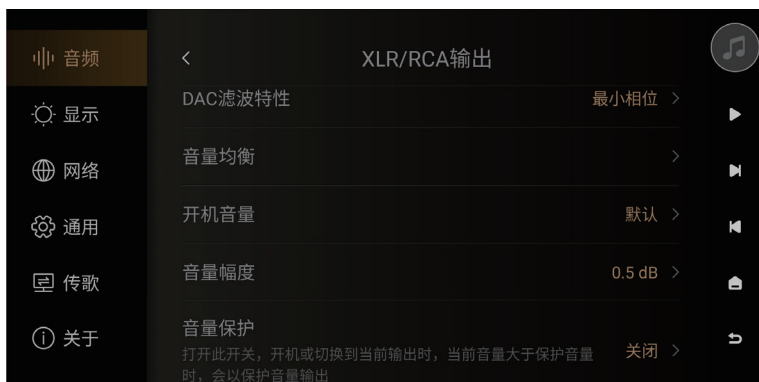 音频
显示
网络
通用
传歌
关于
XLR/RCA输出
DAC滤波特性 最小相位
音量均衡
开机音量 默认
音量幅度 0.5 dB
音量保护
打开此开关，开机或切换到当前输出时，当前音量大于保护音量
时，会以保护音量输出
关闭